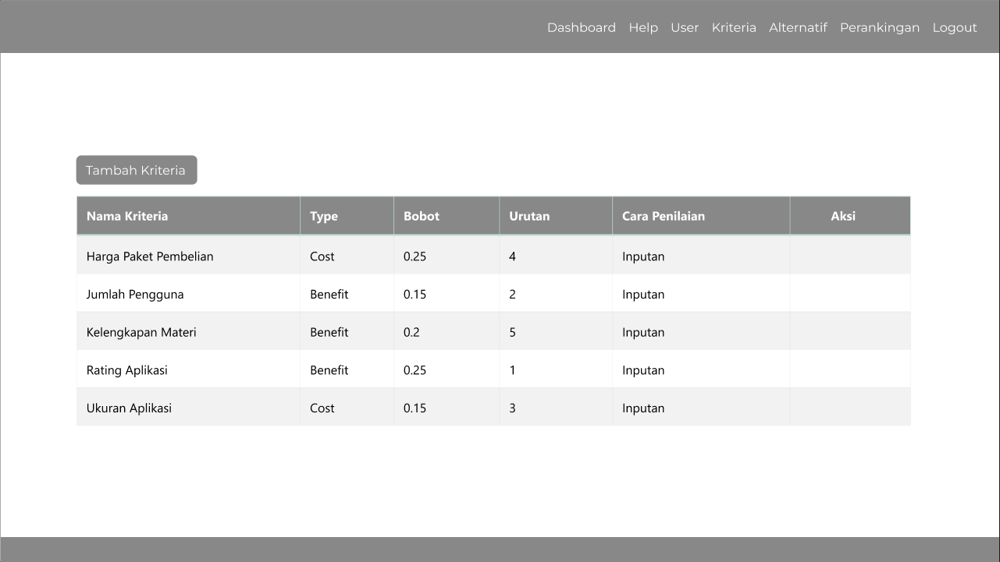 Dashboard Help User Kriteria Alternatif Perankingan Logout
Tambah Kriteria
Nama Kriteria Type Bobot Urutan Cara Penilaian Aksi
Harga Paket Pembelian Cost 0.25 4 Inputan
Jumlah Pengguna Benefit 0.15 2 Inputan
Kelengkapan Materi Benefit 0.2 5 Inputan
Rating Aplikasi Benefit 0.25 1 Inputan
Ukuran Aplikasi Cost 0.15 3 Inputan